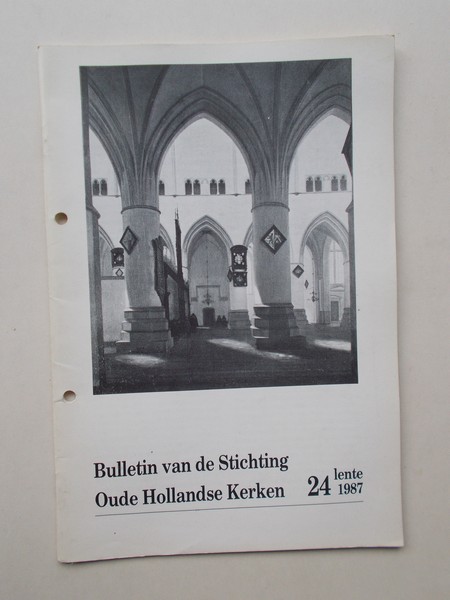 Bulletin van de Stichting
Oude Hollandse Kerken 24 lente
1987